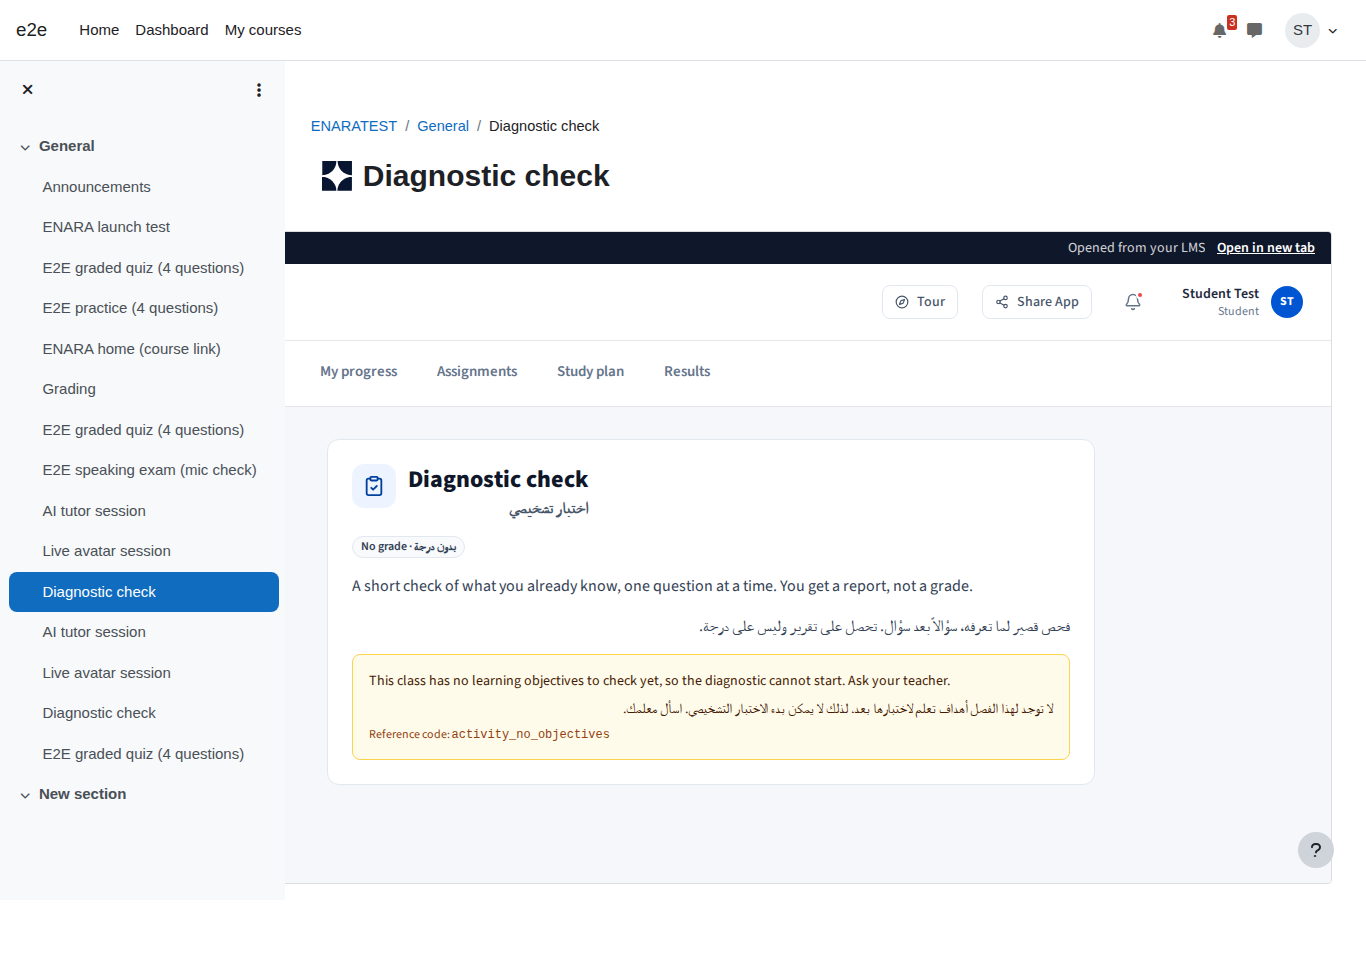 e2e Home Dashboard My courses 3 ST
General
Announcements
ENARA launch test
E2E graded quiz (4 questions)
E2E practice (4 questions)
ENARA home (course link)
Grading
E2E graded quiz (4 questions)
E2E speaking exam (mic check)
AI tutor session
Live avatar session
Diagnostic check
AI tutor session
Live avatar session
Diagnostic check
E2E graded quiz (4 questions)
New section
ENARATEST / General / Diagnostic check
Diagnostic check
Opened from your LMS Open in new tab
Tour Share App Student Test ST
Student
My progress Assignments Study plan Results
Diagnostic check
اختبار تشخيصي
No grade · بدون درجة
A short check of what you already know, one question at a time. You get a report, not a grade.
فحص قصير لما تعرفه، سؤالاً بعد سؤال. تحصل على تقرير وليس على درجة.
This class has no learning objectives to check yet, so the diagnostic cannot start. Ask your teacher.
لا توجد لهذا الفصل أهداف تعلم لاختبارها بعد، لذلك لا يمكن بدء الاختبار التشخيصي. اسأل معلمك.
Reference code: activity_no_objectives
?